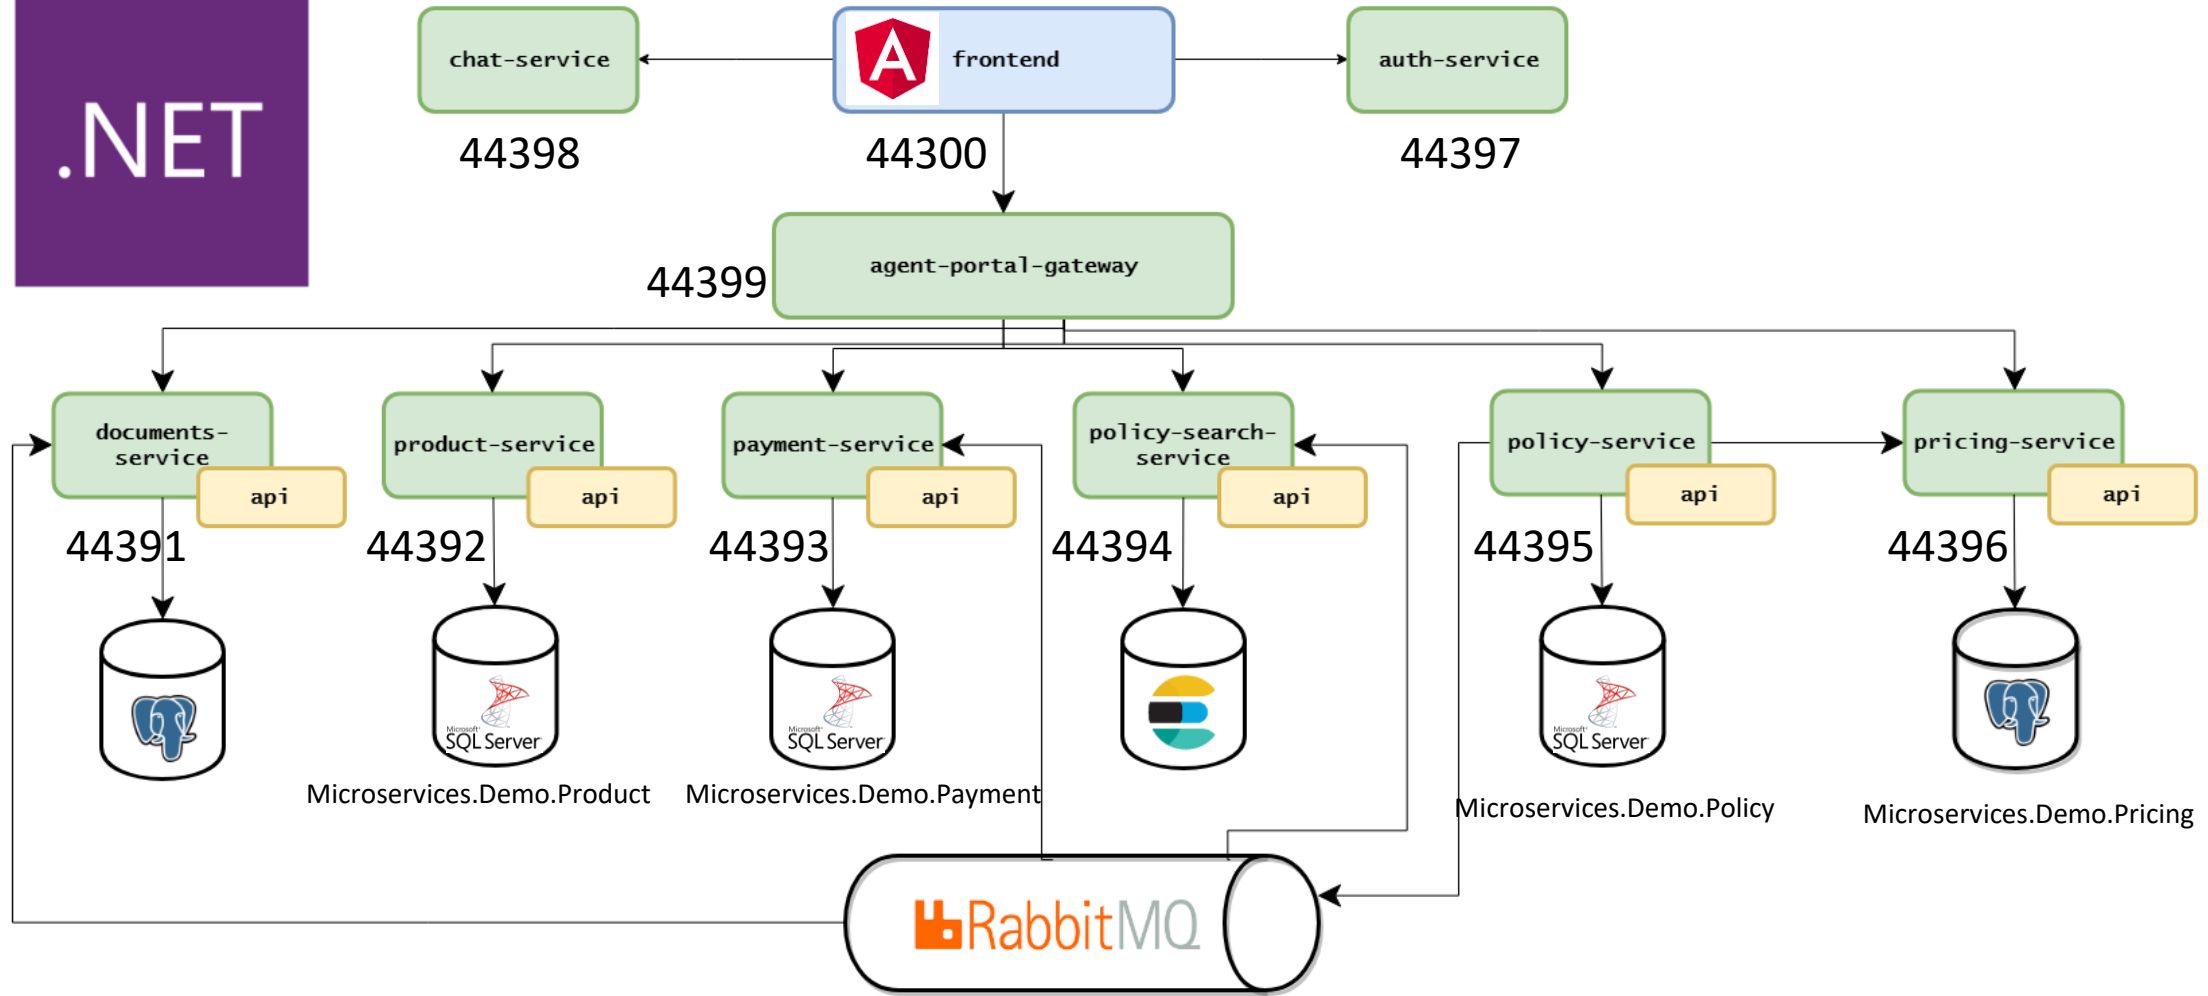 .NET
chat-service
frontend
auth-service
44398
44300
44397
agent-portal-gateway
44399
documents-
service
api
product-service
api
payment-service
api
policy-search-
service
api
policy-service
api
pricing-service
api
44391
44392
44393
44394
44395
44396
Microsoft
SQL Server
Microsoft
SQL Server
Microsoft
SQL Server
Microservices.Demo.Product
Microservices.Demo.Payment
Microservices.Demo.Policy
Microservices.Demo.Pricing
RabbitMQ